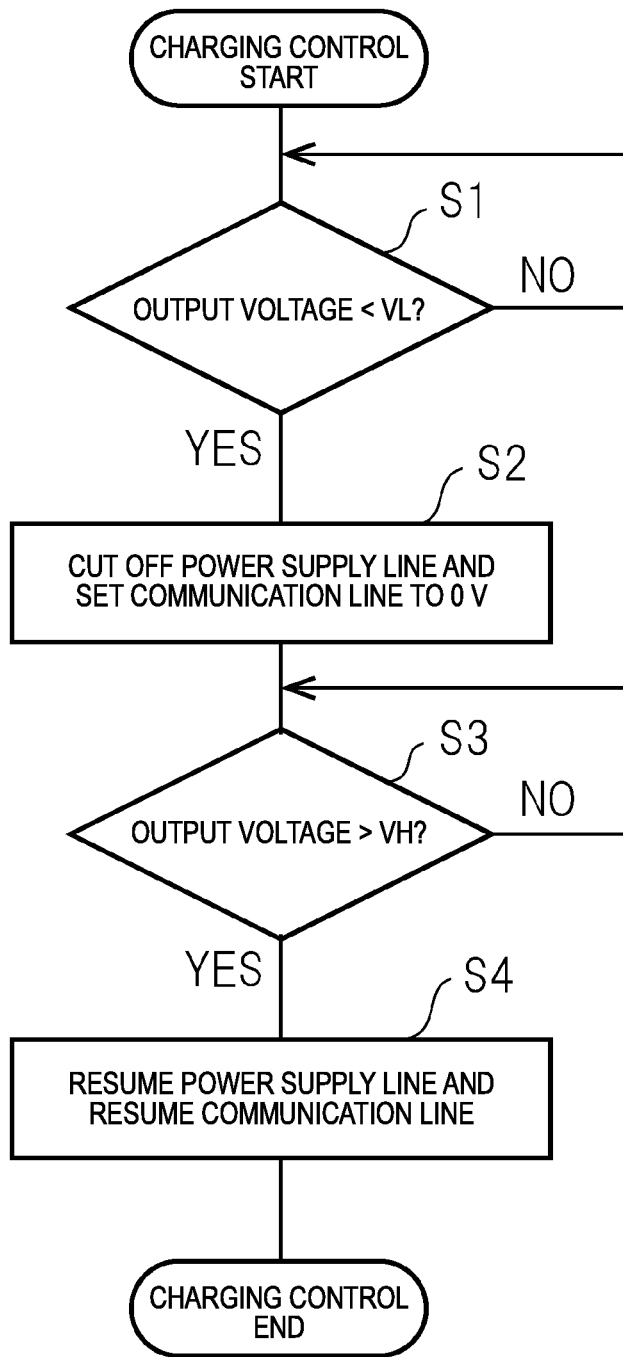 CHARGING CONTROL
START
S1
OUTPUT VOLTAGE < VL?
NO
YES
S2
CUT OFF POWER SUPPLY LINE AND
SET COMMUNICATION LINE TO 0 V
S3
OUTPUT VOLTAGE > VH?
NO
YES
S4
RESUME POWER SUPPLY LINE AND
RESUME COMMUNICATION LINE
CHARGING CONTROL
END